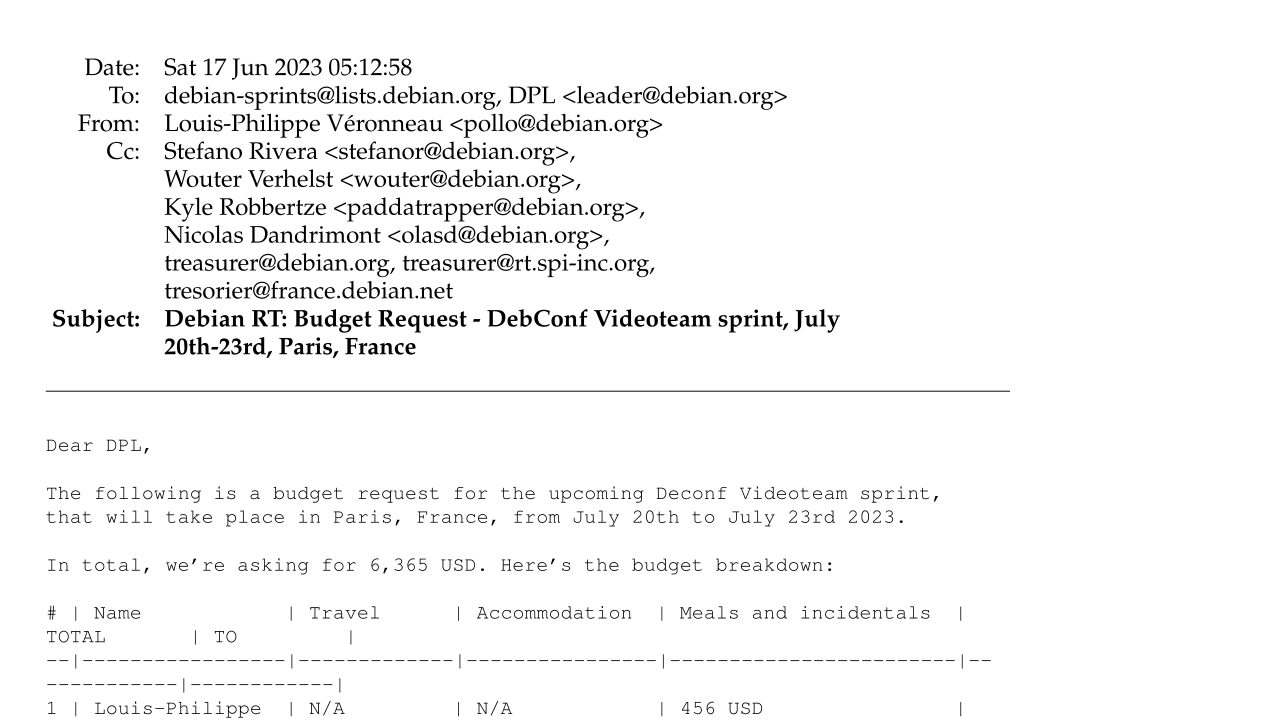 Date: Sat 17 Jun 2023 05:12:58
To: debian-sprints@lists.debian.org, DPL <leader@debian.org>
From: Louis-Philippe Véronneau <pollo@debian.org>
Cc: Stefano Rivera <stefanor@debian.org>,
Wouter Verhelst <wouter@debian.org>,
Kyle Robbertze <paddatrapper@debian.org>,
Nicolas Dandrimont <olasd@debian.org>,
treasurer@debian.org, treasurer@rt.spi-inc.org,
tresorier@france.debian.net
Subject: Debian RT: Budget Request - DebConf Videoteam sprint, July
20th-23rd, Paris, France
Dear DPL,
The following is a budget request for the upcoming Deconf Videoteam sprint,
that will take place in Paris, France, from July 20th to July 23rd 2023.
In total, we’re asking for 6,365 USD. Here’s the budget breakdown:
# | Name            | Travel      | Accommodation  | Meals and incidentals  |
TOTAL       | TO         |
--|-----------------|-------------|----------------|------------------------|--
-----------|------------|
1 | Louis-Philippe  | N/A         | N/A            | 456 USD                |